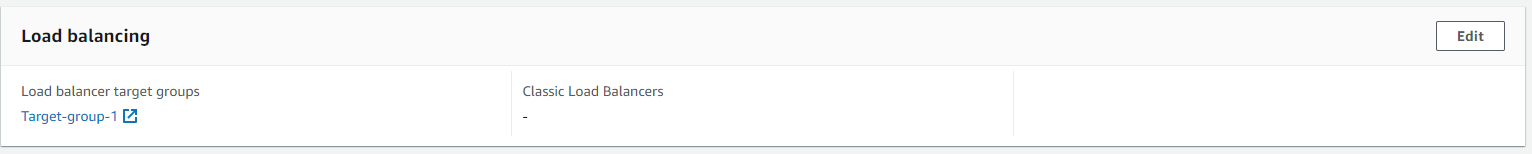 Load balancing
Edit
Load balancer target groups
Classic Load Balancers
Target-group-1
-